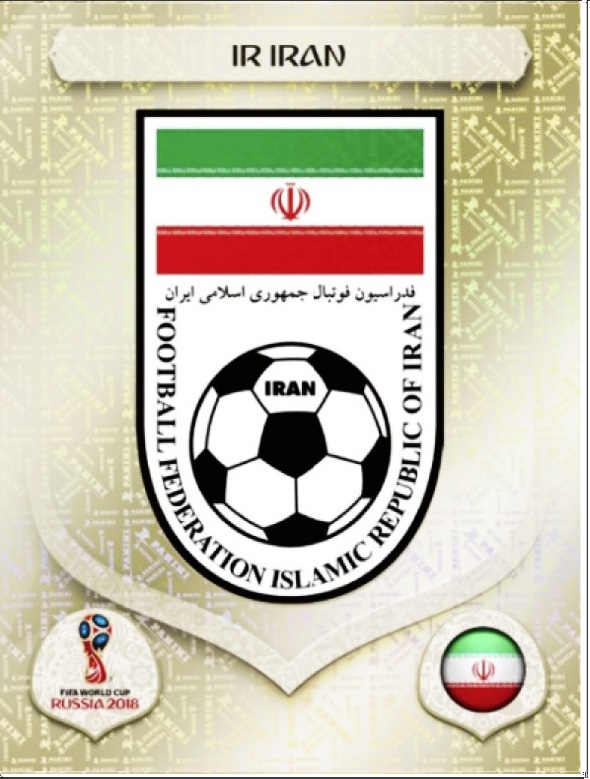 IR IRAN
فدراسیون فوتبال جمهوری اسلامی ایران
FOOTBALL FEDERATION ISLAMIC REPUBLIC OF IRAN
IRAN
FIFA WORLD CUP
RUSSIA 2018